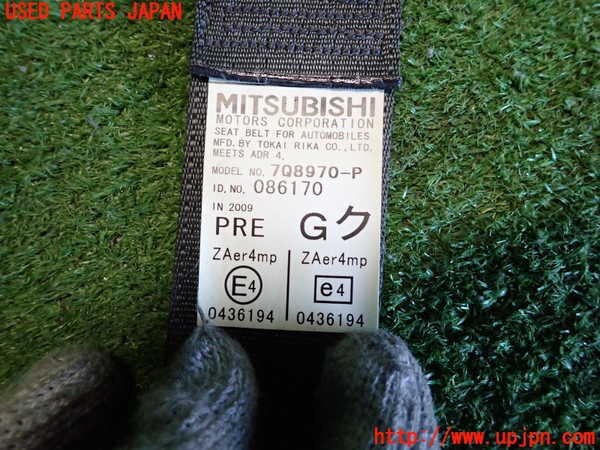 USED PARTS JAPAN
MITSUBISHI
MOTORS CORPORATION
SEAT BELT FOR AUTOMOBILES
MFD. BY TOKAI RIKA CO., LTD.
MEETS ADR 4,
MODEL NO. 7Q8970-P
ID, NO. 086170
IN 2009
PRE Gク
ZAer4mp ZAer4mp
E4 e4
0436194 0436194
http://www.upjpn.com/